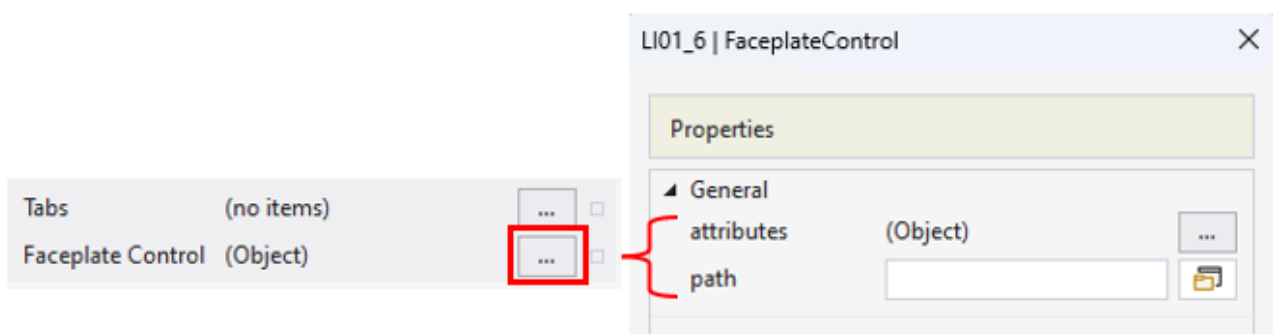 LI01_6 | FaceplateControl
Properties
General
attributes (Object) ...
path
Tabs (no items) ...
Faceplate Control (Object) ...